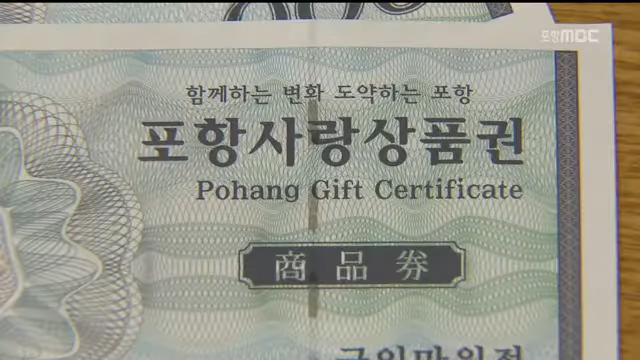 포항MBC
함께하는 변화 도약하는 포항
포항사랑상품권
Pohang Gift Certificate
商品券